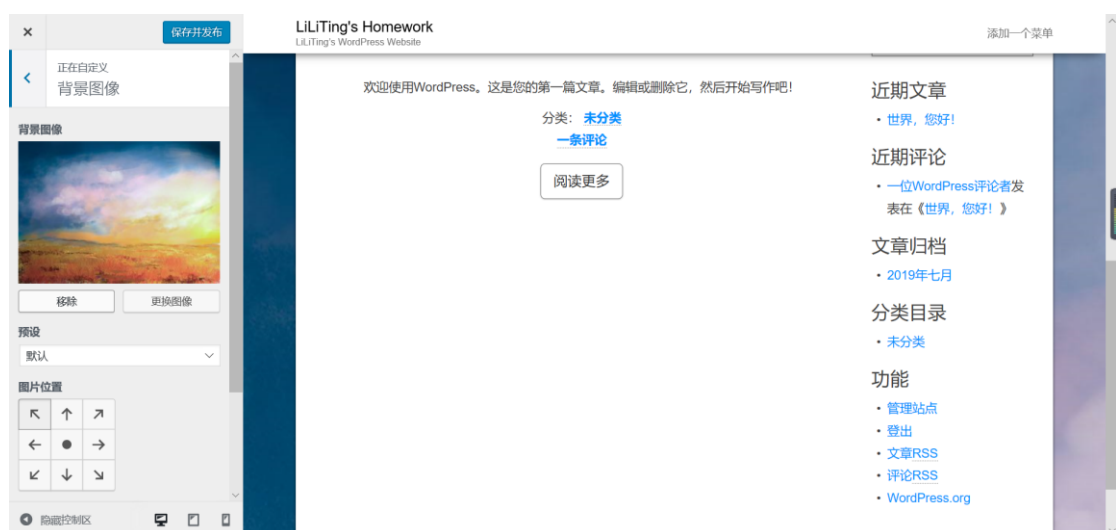 保存并发布
正在自定义
背景图像
背景图像
移除
更换图像
预设
默认
图片位置
隐藏控制区
LiLiTing's Homework
LiLiTing's WordPress Website
添加一个菜单
欢迎使用WordPress。这是您的第一篇文章。编辑或删除它，然后开始写作吧！
分类： 未分类
一条评论
阅读更多
近期文章
世界，您好！
近期评论
一位WordPress评论者发
表在《世界，您好！》
文章归档
2019年七月
分类目录
未分类
功能
管理站点
登出
文章RSS
评论RSS
WordPress.org